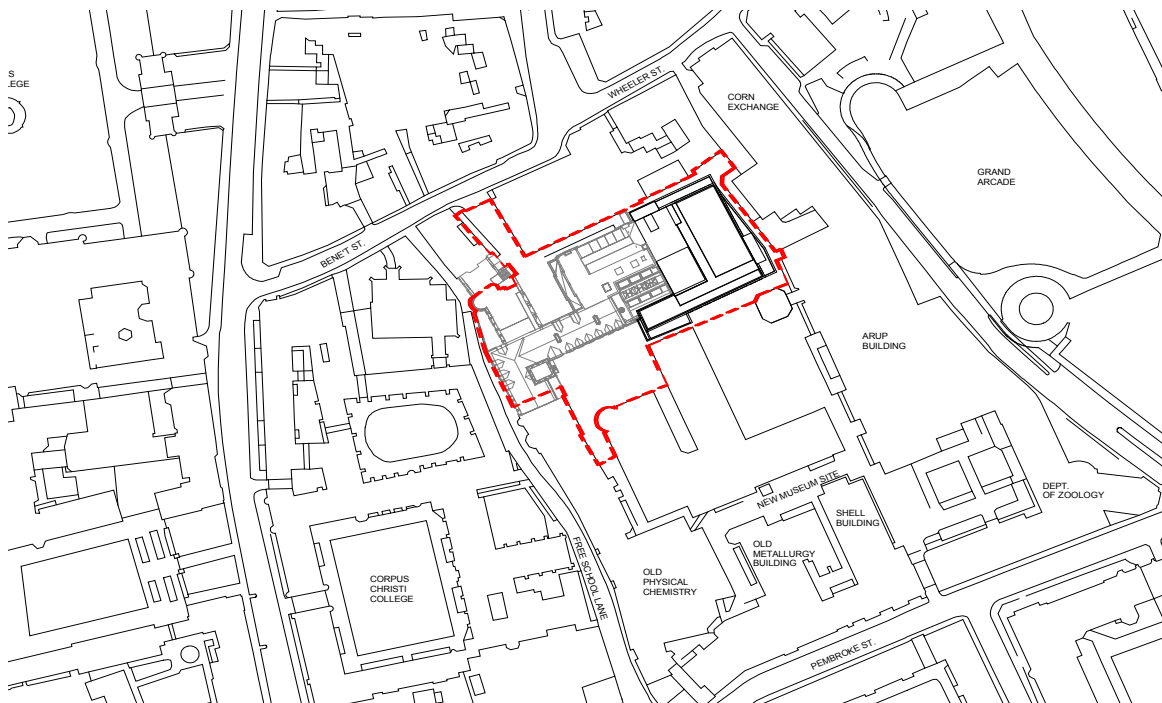 S
LEGE
WHEELER ST.
CORN
EXCHANGE
GRAND
ARCADE
BENE'T ST.
ARUP
BUILDING
DEPT.
OF ZOOLOGY
NEW MUSEUM SITE
SHELL
BUILDING
OLD
METALLURGY
BUILDING
OLD
PHYSICAL
CHEMISTRY
FREE SCHOOL LANE
CORPUS
CHRISTI
COLLEGE
PEMBROKE ST.